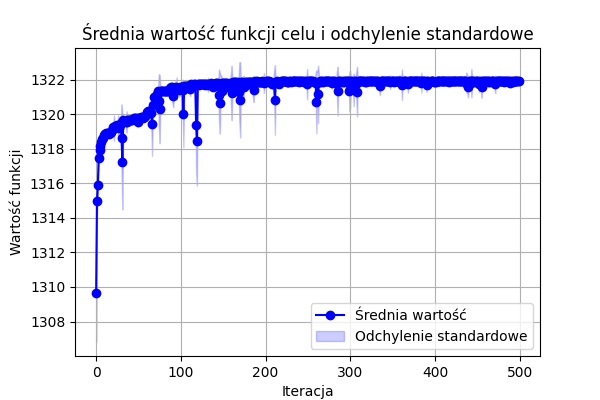 Średnia wartość funkcji celu i odchylenie standardowe
Wartość funkcji
1322
1320
1318
1316
1314
1312
1310
1308
Średnia wartość
Odchylenie standardowe
0 100 200 300 400 500
Iteracja